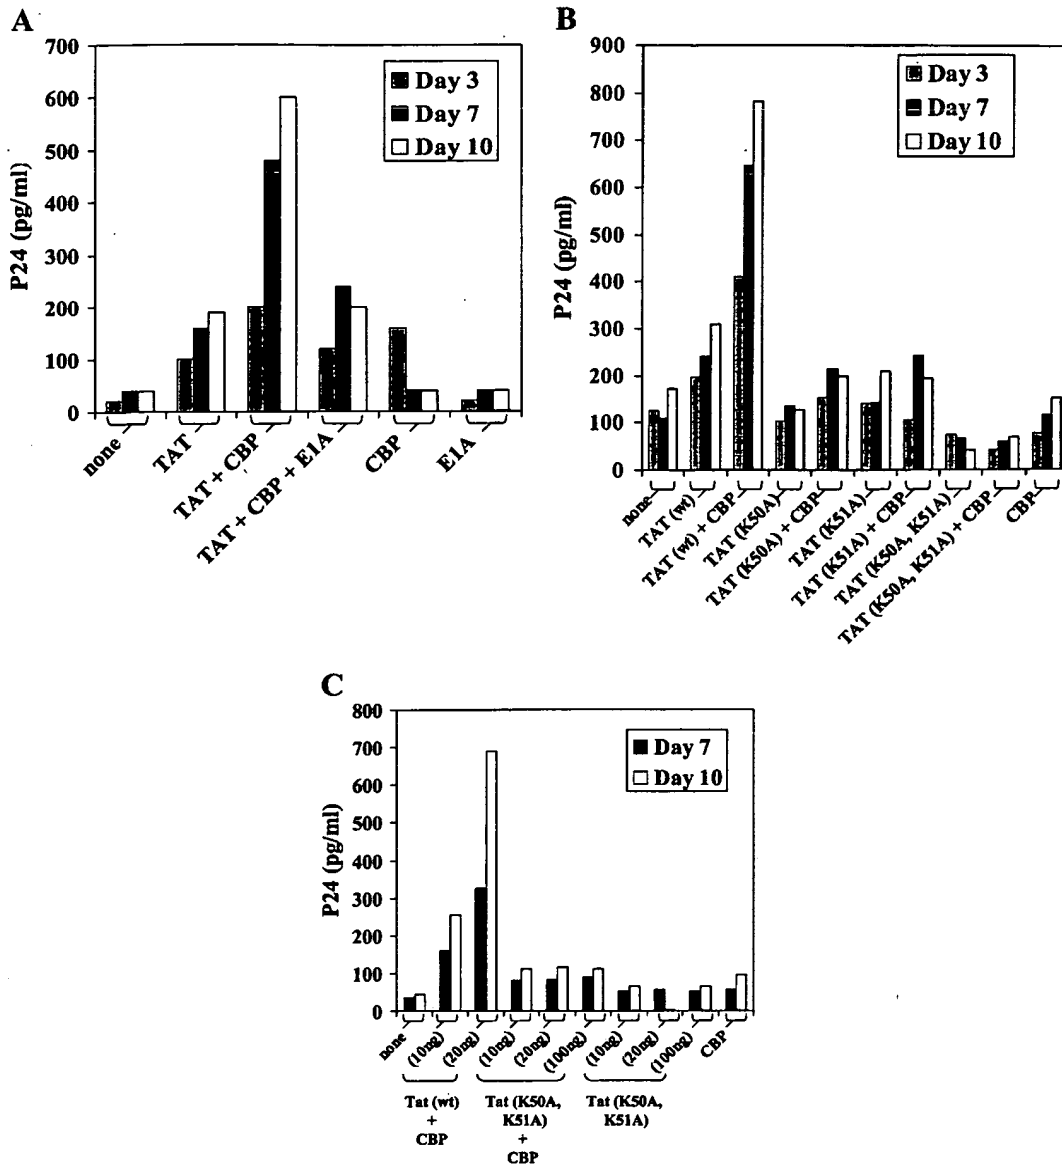 A
700
600
500
400
300
200
100
0
P24 (pg/ml)
Day 3
Day 7
Day 10
none
TAT
TAT + CBP
TAT + CBP + E1A
CBP
E1A
B
900
800
700
600
500
400
300
200
100
0
P24 (pg/ml)
Day 3
Day 7
Day 10
none
TAT (wt)
TAT (wt) + CBP
TAT (K50A)
TAT (K50A) + CBP
TAT (K51A)
TAT (K51A) + CBP
TAT (K50A, K51A)
TAT (K50A, K51A) + CBP
CBP
C
800
700
600
500
400
300
200
100
0
P24 (pg/ml)
Day 7
Day 10
none
(10ng)
(20ng)
(10ng)
(20ng)
(100ng)
(10ng)
(20ng)
(100ng)
CBP
Tat (wt)
+
CBP
Tat (K50A,
K51A)
+
CBP
Tat (K50A,
K51A)